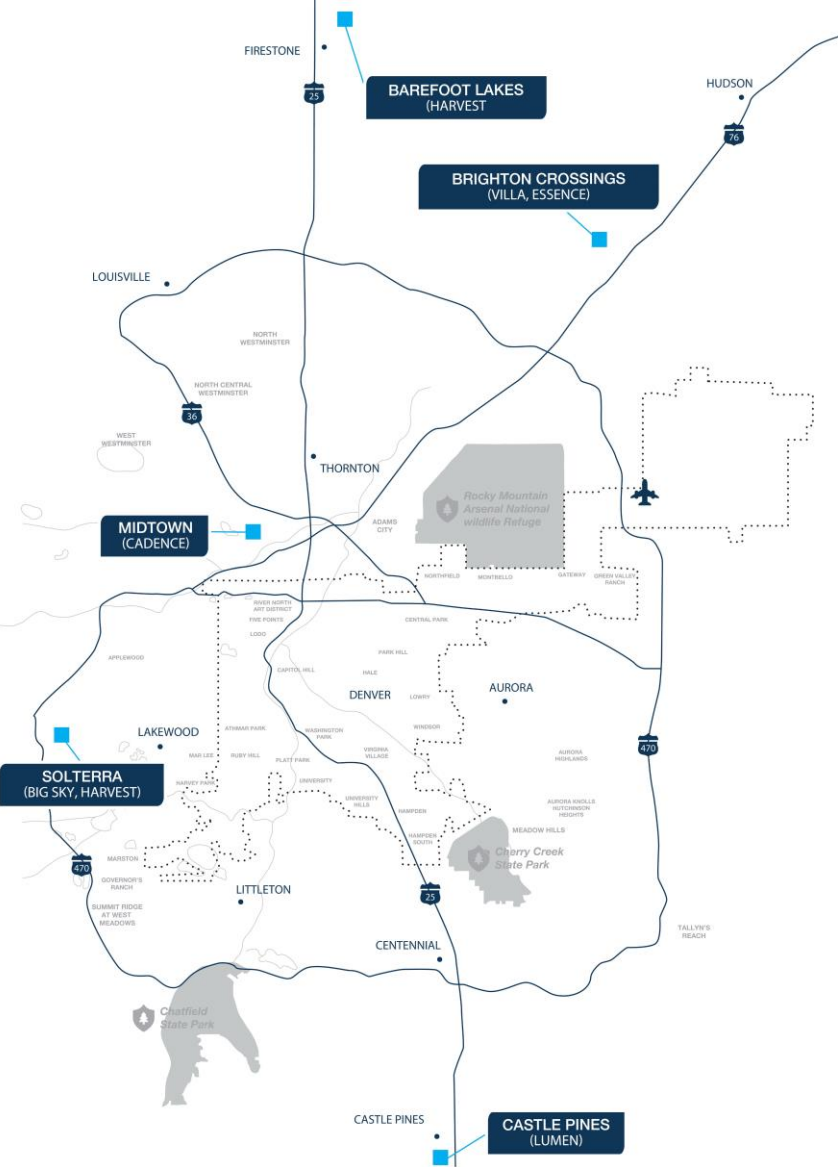 FIRESTONE
BAREFOOT LAKES
(HARVEST
25
HUDSON
76
BRIGHTON CROSSINGS
(VILLA, ESSENCE)
LOUISVILLE
NORTH
WESTMINSTER
NORTH CENTRAL
WESTMINSTER
36
WEST
WESTMINSTER
THORNTON
Rocky Mountain
Arsenal National
wildlife Refuge
MIDTOWN
(CADENCE)
ADAMS
CITY
NORTHFIELD
MONTBELLO
GATEWAY
GREEN VALLEY
RANCH
RIVER NORTH
ART DISTRICT
FIVE POINTS
LODO
CENTRAL PARK
APPLEWOOD
PARK HILL
CAPITOL HILL
HALE
DENVER
LOWRY
AURORA
LAKEWOOD
ATHMAR PARK
WASHINGTON
PARK
WINDSOR
MAR LEE
RUBY HILL
PLATT PARK
VIRGINIA
VILLAGE
AURORA
HIGHLANDS
470
SOLTERRA
(BIG SKY, HARVEST)
HARVEY PARK
UNIVERSITY
UNIVERSITY
HILLS
HAMPDEN
AURORA KNOLLS
HUTCHINSON
HEIGHTS
MEADOW HILLS
HAMPDEN
SOUTH
Cherry Creek
State Park
MARSTON
470
GOVERNOR'S
RANCH
LITTLETON
25
SUMMIT RIDGE
AT WEST
MEADOWS
TALLYN'S
REACH
CENTENNIAL
Chatfield
State Park
CASTLE PINES
CASTLE PINES
(LUMEN)